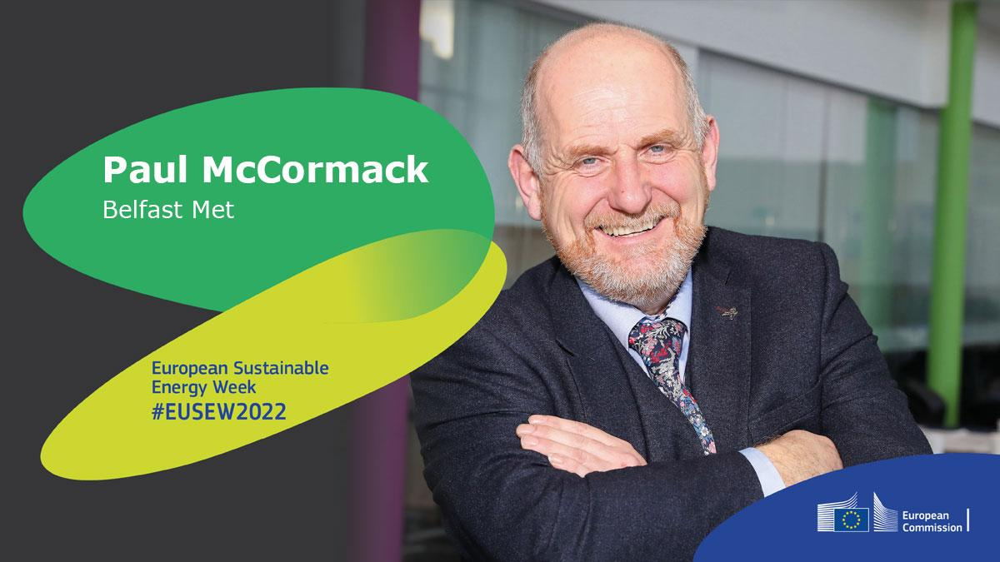 Paul McCormack
Belfast Met
European Sustainable
Energy Week
#EUSEW2022
European
Commission